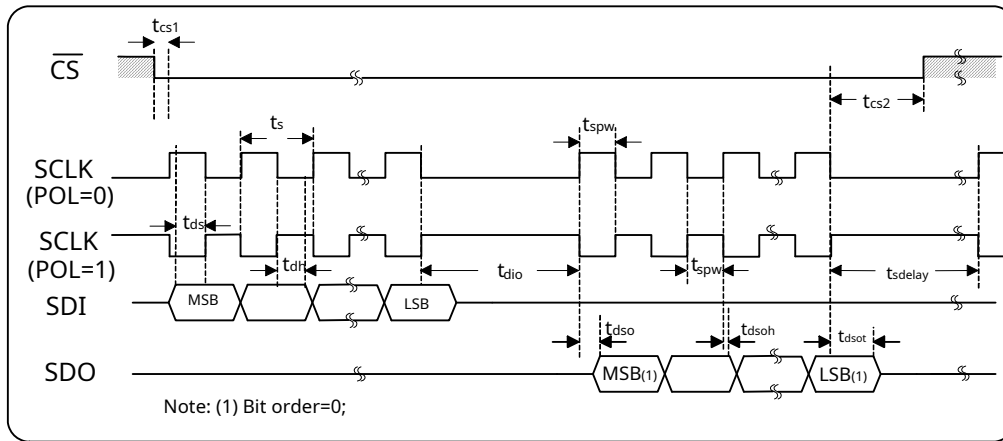 tcs1
CS
tcs2
ts
tspw
SCLK
(POL=0)
tds
SCLK
(POL=1)
tdh
tdio
tspw
tsdelay
SDI
MSB
LSB
tdso
tdsoh
tdsot
SDO
MSB(1)
LSB(1)
Note: (1) Bit order=0;